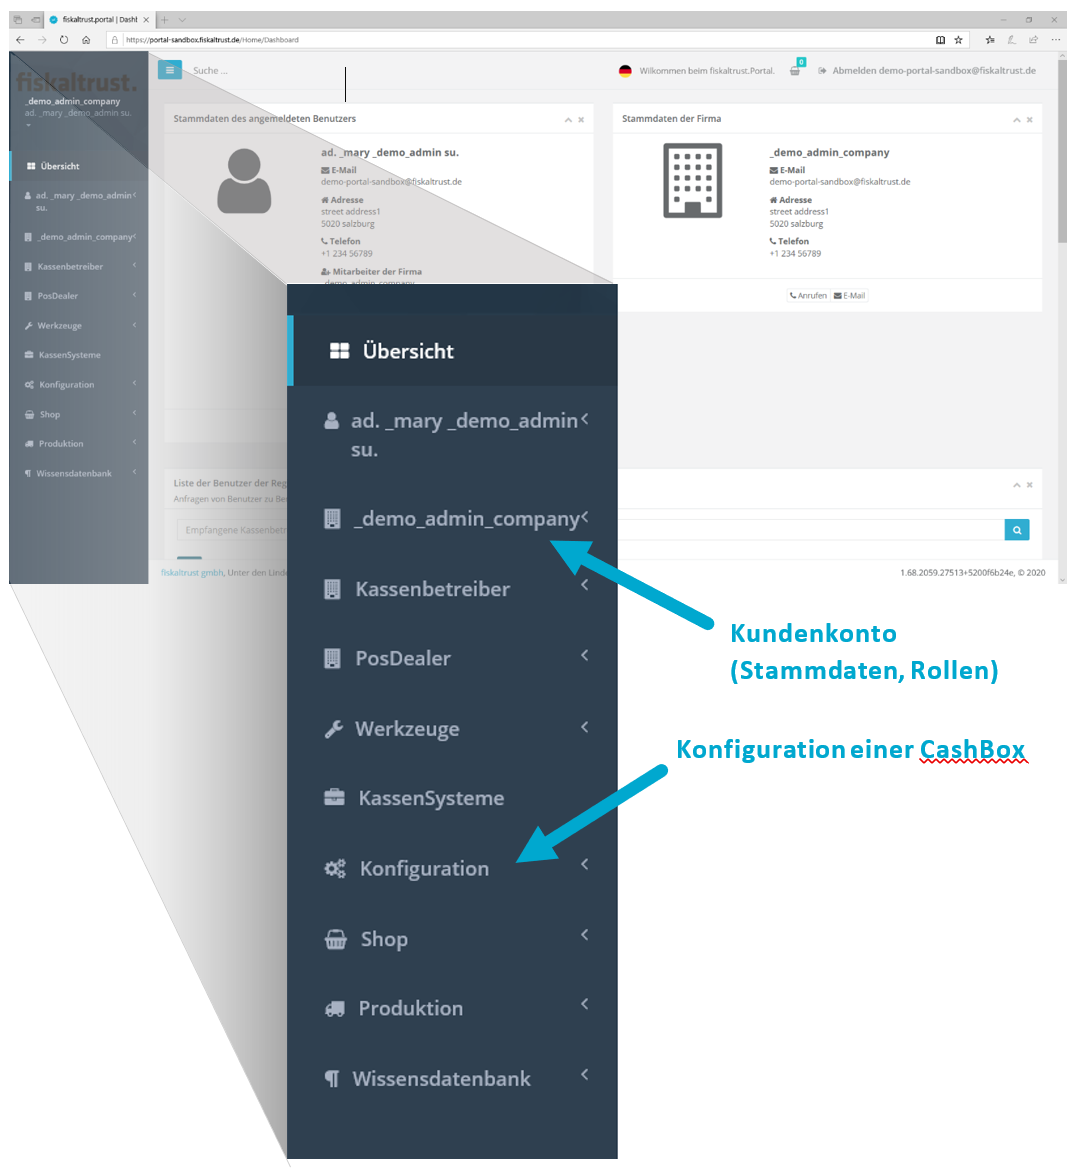 fiskaltrust.portal | Dashb
https://portal-sandbox.fiskaltrust.de/Home/Dashboard
fiskaltrust.
_demo_admin_company
ad. _mary _demo_admin su.
Übersicht
ad. _mary _demo_admin
su.
_demo_admin_company
Kassenbetreiber
PosDealer
Werkzeuge
KassenSysteme
Konfiguration
Shop
Produktion
Wissensdatenbank
Suche ...
Wilkommen beim fiskaltrust.Portal.
0
Abmelden demo-portal-sandbox@fiskaltrust.de
Stammdaten des angemeldeten Benutzers
ad. _mary _demo_admin su.
E-Mail
demo-portal-sandbox@fiskaltrust.de
Adresse
street address1
5020 salzburg
Telefon
+1 234 56789
Mitarbeiter der Firma
_demo_admin_company
Stammdaten der Firma
_demo_admin_company
E-Mail
demo-portal-sandbox@fiskaltrust.de
Adresse
street address1
5020 salzburg
Telefon
+1 234 56789
Anrufen E-Mail
Liste der Benutzer der Reg
Anfragen von Benutzer zu Be
Empfangene Kassenbetr
fiskaltrust gmbh, Unter den Linde
1.68.2059.27513+5200f6b24e, © 2020
Übersicht
ad. _mary _demo_admin
su.
_demo_admin_company
Kassenbetreiber
PosDealer
Werkzeuge
KassenSysteme
Konfiguration
Shop
Produktion
Wissensdatenbank
Kundenkonto
(Stammdaten, Rollen)
Konfiguration einer CashBox